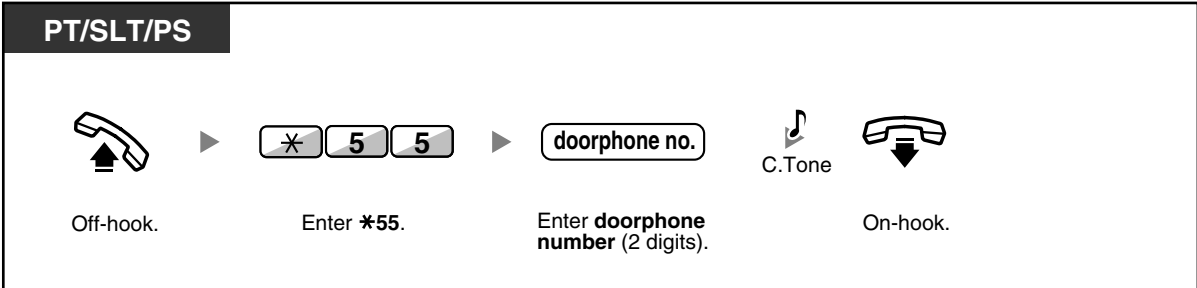 PT/SLT/PS
✳ 5 5
doorphone no.
C.Tone
Off-hook.
Enter ✳55.
Enter doorphone
number (2 digits).
On-hook.